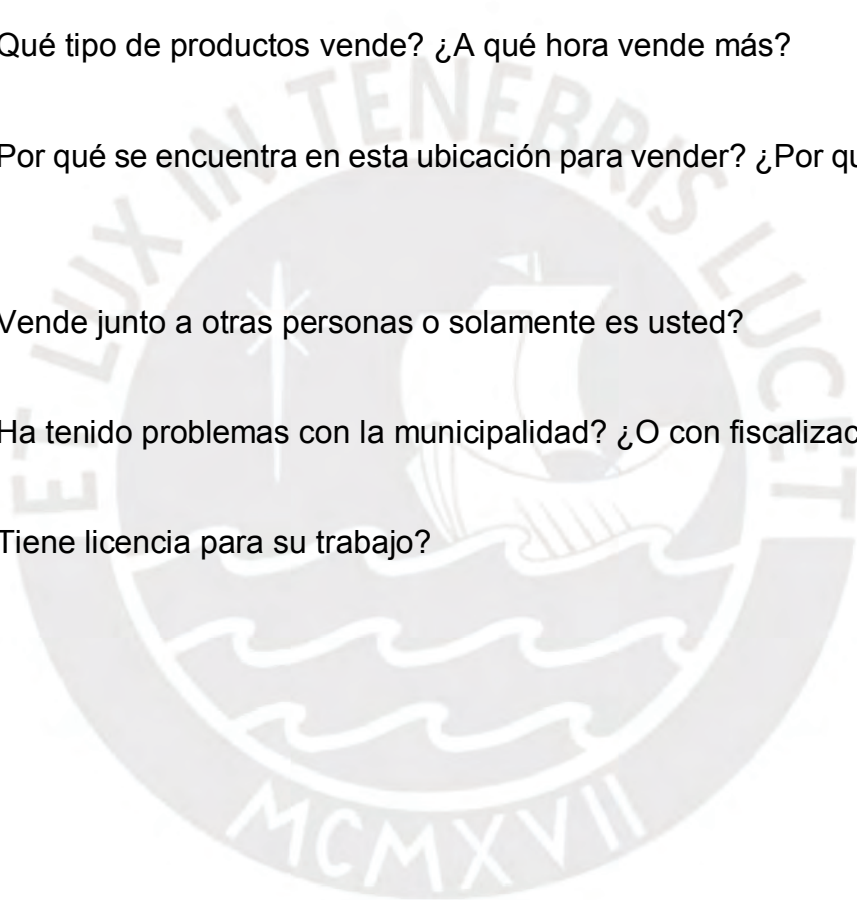 Qué tipo de productos vende? ¿A qué hora vende más?
Por qué se encuentra en esta ubicación para vender? ¿Por
Vende junto a otras personas o solamente es usted?
Ha tenido problemas con la municipalidad? ¿O con
Tiene licencia para su trabajo?
ET LUX IN TENEBRIS LUCET
MCMXVII